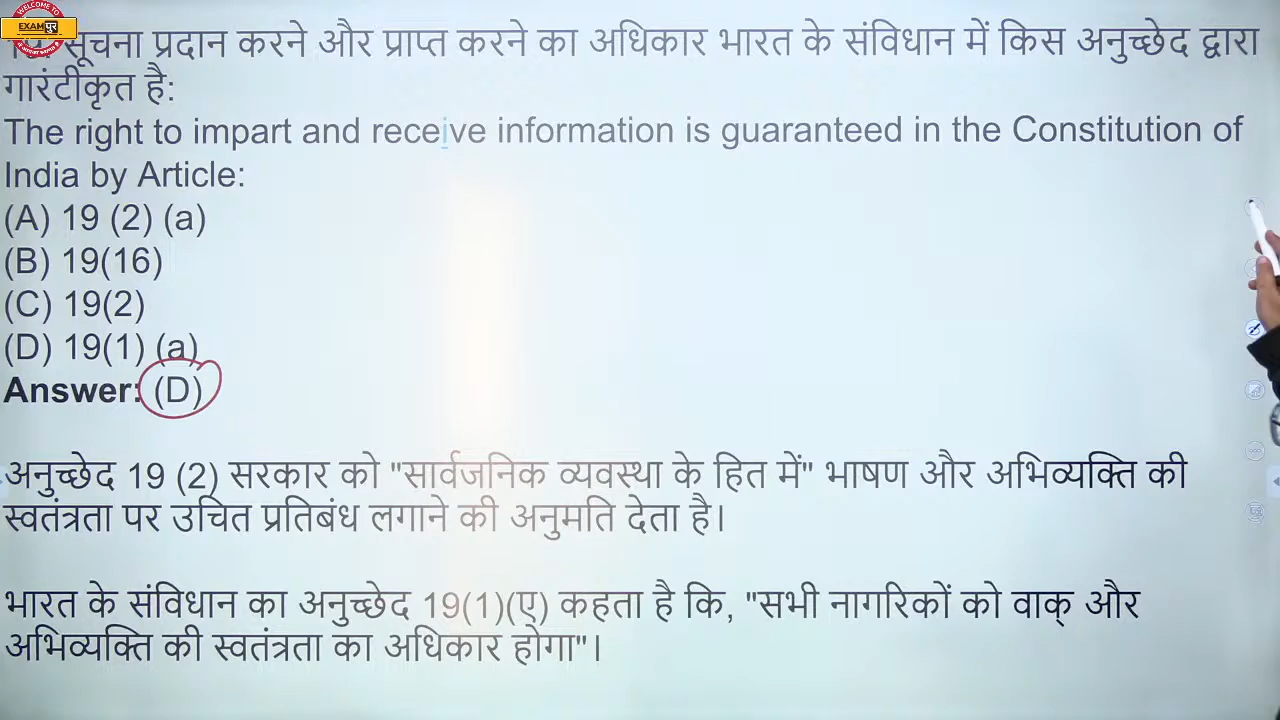 WELCOME TO
EXAMपुर
सूचना प्रदान करने और प्राप्त करने का अधिकार भारत के संविधान में किस अनुच्छेद द्वारा
गारंटीकृत है:
The right to impart and receive information is guaranteed in the Constitution of
India by Article:
(A) 19 (2) (a)
(B) 19(16)
(C) 19(2)
(D) 19(1) (a)
Answer: (D)
अनुच्छेद 19 (2) सरकार को "सार्वजनिक व्यवस्था के हित में" भाषण और अभिव्यक्ति की
स्वतंत्रता पर उचित प्रतिबंध लगाने की अनुमति देता है।
भारत के संविधान का अनुच्छेद 19(1)(ए) कहता है कि, "सभी नागरिकों को वाक् और
अभिव्यक्ति की स्वतंत्रता का अधिकार होगा"।